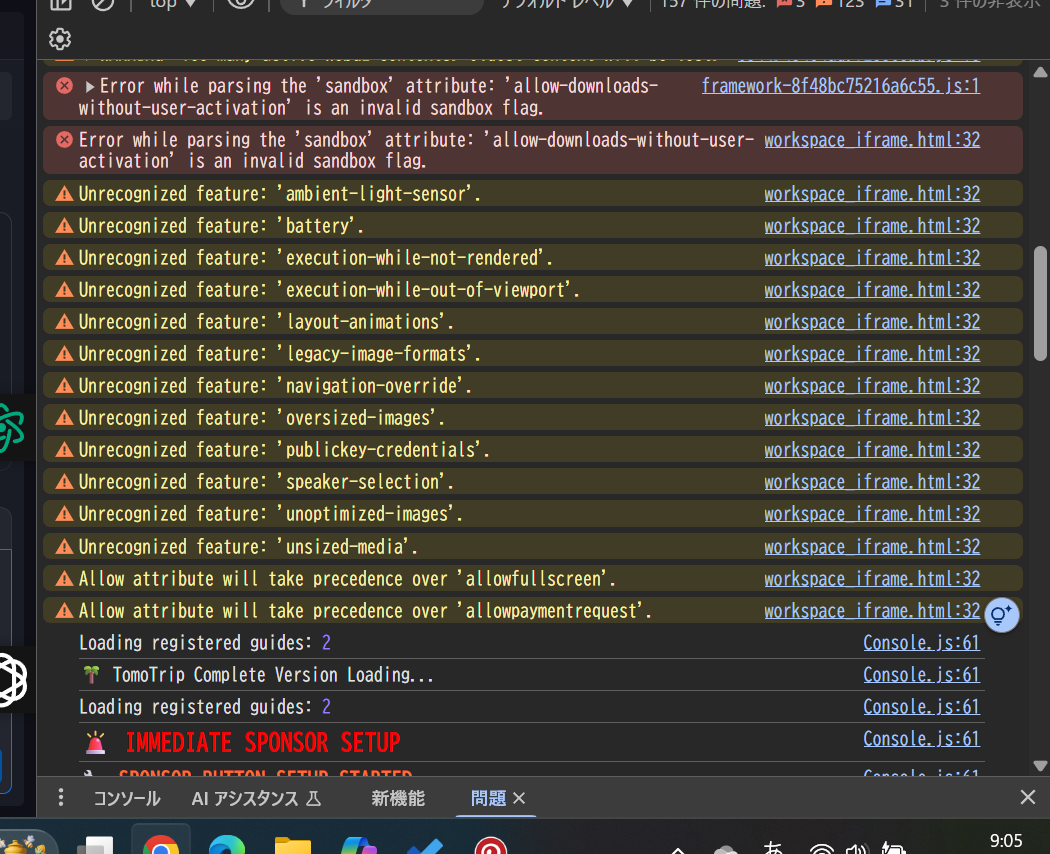 top ▼
フィルタ
デフォルト レベル ▼
157 件の問題:
3
123
31
3 件の非表示
Error while parsing the 'sandbox' attribute: 'allow-downloads-
without-user-activation' is an invalid sandbox flag.
framework-8f48bc75216a6c55.js:1
Error while parsing the 'sandbox' attribute: 'allow-downloads-without-user-
activation' is an invalid sandbox flag.
workspace_iframe.html:32
Unrecognized feature: 'ambient-light-sensor'. workspace_iframe.html:32
Unrecognized feature: 'battery'. workspace_iframe.html:32
Unrecognized feature: 'execution-while-not-rendered'. workspace_iframe.html:32
Unrecognized feature: 'execution-while-out-of-viewport'. workspace_iframe.html:32
Unrecognized feature: 'layout-animations'. workspace_iframe.html:32
Unrecognized feature: 'legacy-image-formats'. workspace_iframe.html:32
Unrecognized feature: 'navigation-override'. workspace_iframe.html:32
Unrecognized feature: 'oversized-images'. workspace_iframe.html:32
Unrecognized feature: 'publickey-credentials'. workspace_iframe.html:32
Unrecognized feature: 'speaker-selection'. workspace_iframe.html:32
Unrecognized feature: 'unoptimized-images'. workspace_iframe.html:32
Unrecognized feature: 'unsized-media'. workspace_iframe.html:32
Allow attribute will take precedence over 'allowfullscreen'. workspace_iframe.html:32
Allow attribute will take precedence over 'allowpaymentrequest'. workspace_iframe.html:32
Loading registered guides: 2 Console.js:61
🌴 TomoTrip Complete Version Loading... Console.js:61
Loading registered guides: 2 Console.js:61
🚨 IMMEDIATE SPONSOR SETUP Console.js:61
SPONSOR BUTTON SETUP STARTED Console.js:61
コンソール AI アシスタンス 新機能 問題
あ
9:05